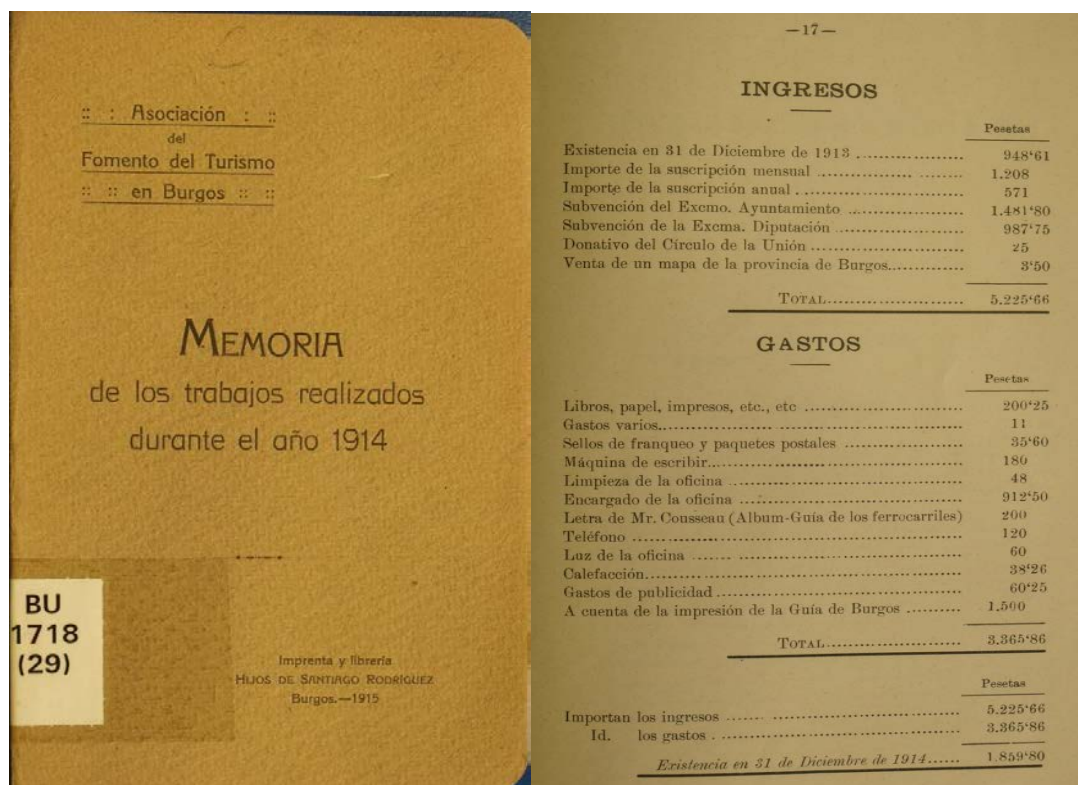 :: : Asociación : ::
del
Fomento del Turismo
:: :: en Burgos :: ::
MEMORIA
de los trabajos realizados
durante el año 1914
BU
1718
(29)
Imprenta y librería
HIJOS DE SANTIAGO RODRÍGUEZ
Burgos.—1915
—17—
INGRESOS
Pesetas
Existencia en 31 de Diciembre de 1913 .................... 948‘61
Importe de la suscripción mensual .................... 1.208
Importe de la suscripción anual .................... 571
Subvención del Excmo. Ayuntamiento .................... 1.481‘80
Subvención de la Excma. Diputación .................... 987‘75
Donativo del Círculo de la Unión .................... 25
Venta de un mapa de la provincia de Burgos.............. 3‘50
TOTAL........................ 5.225‘66
GASTOS
Pesetas
Libros, papel, impresos, etc., etc .................... 200‘25
Gastos varios.................... 11
Sellos de franqueo y paquetes postales .................... 35‘60
Máquina de escribir.................... 180
Limpieza de la oficina .................... 48
Encargado de la oficina .................... 912‘50
Letra de Mr. Cousseau (Album-Guía de los ferrocarriles) 200
Teléfono .................... 120
Luz de la oficina .................... 60
Calefacción.................... 38‘26
Gastos de publicidad .................... 60‘25
A cuenta de la impresión de la Guía de Burgos .......... 1.500
TOTAL........................ 3.365‘86
Pesetas
Importan los ingresos .................... 5.225‘66
Id. los gastos .................... 3.365‘86
Existencia en 31 de Diciembre de 1914...... 1.859‘80